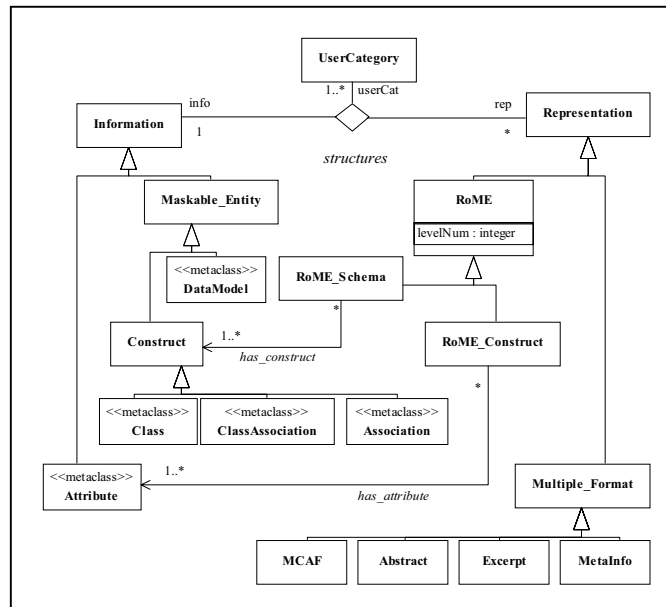 UserCategory
1..* userCat
info
rep
Information
Representation
1
*
structures
Maskable_Entity
RoME
levelNum : integer
<<metaclass>>
DataModel
RoME_Schema
*
Construct
1..*
RoME_Construct
has_construct
*
<<metaclass>>
Class
<<metaclass>>
ClassAssociation
<<metaclass>>
Association
<<metaclass>>
Attribute
1..*
has_attribute
Multiple_Format
MCAF
Abstract
Excerpt
MetaInfo